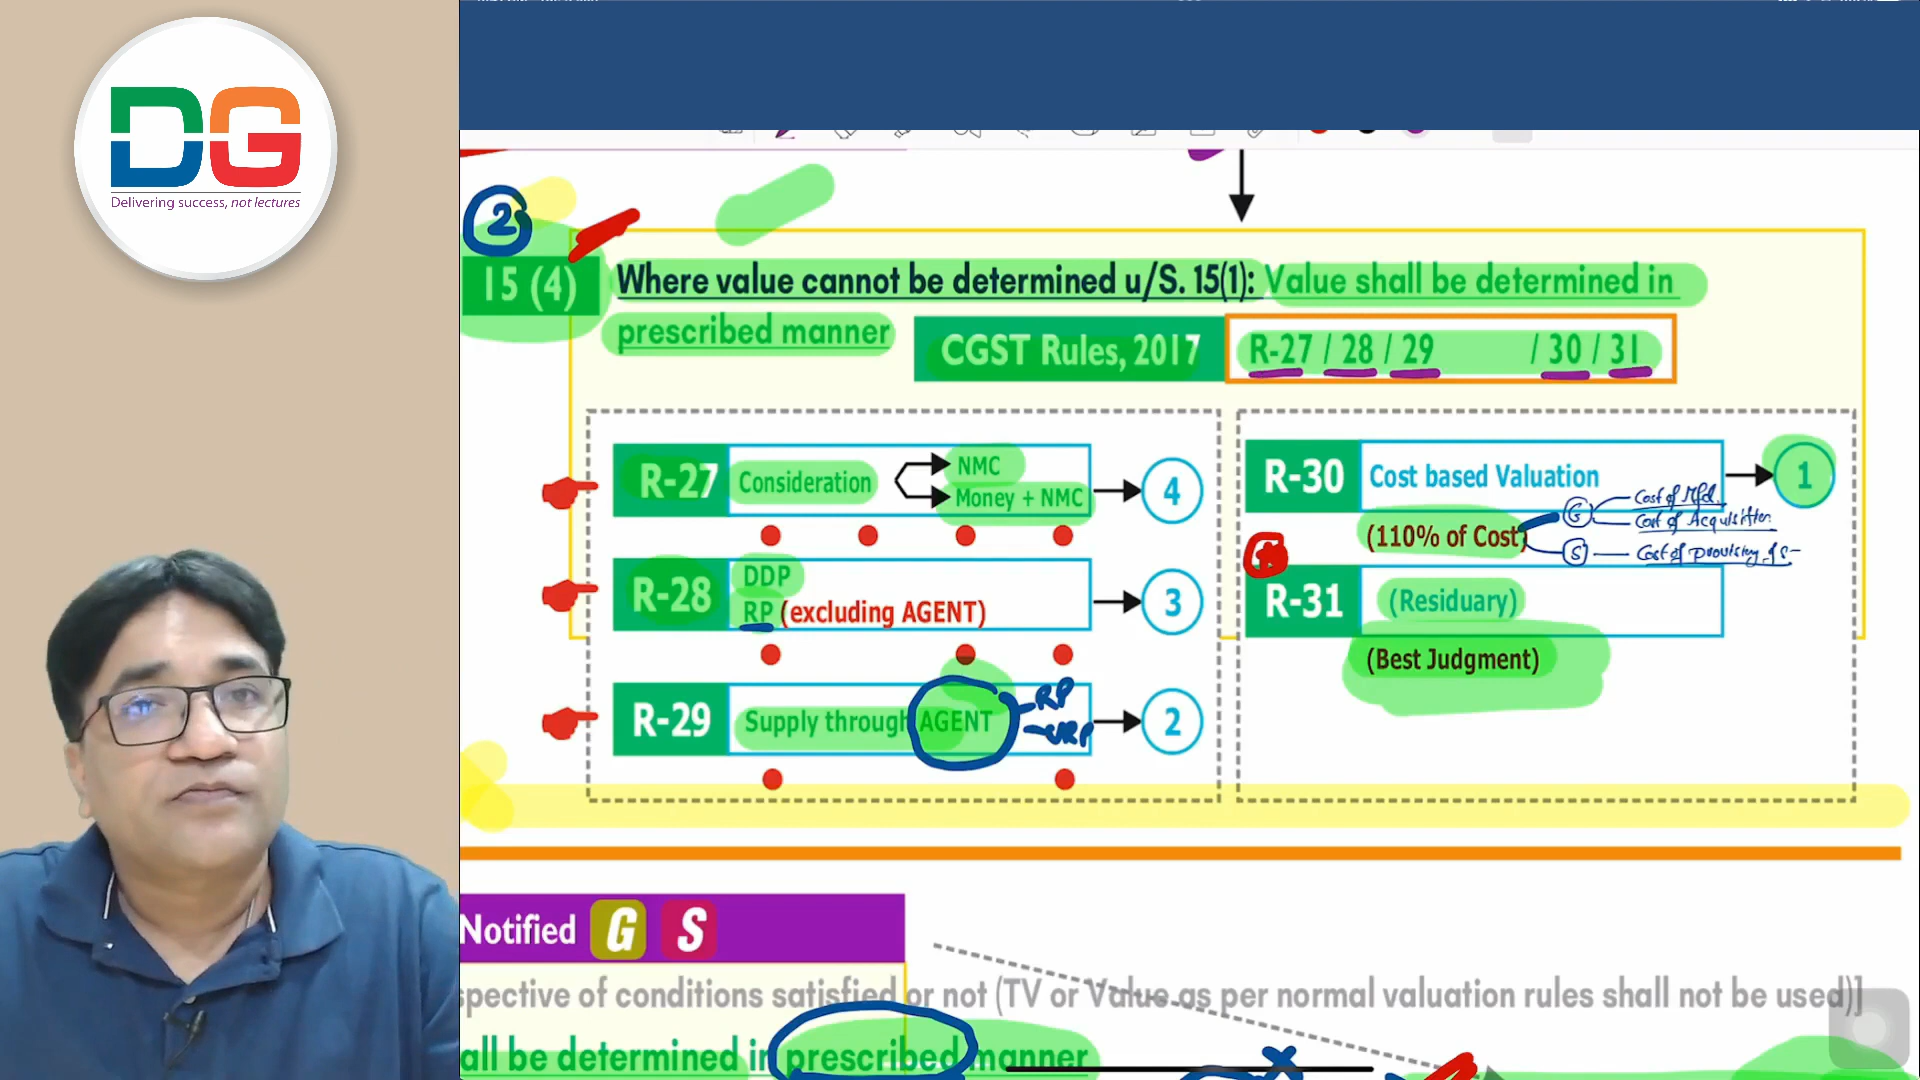 DG
Delivering success, not lectures
2
15 (4)
Where value cannot be determined u/S. 15(1): Value shall be determined in
prescribed manner
CGST Rules, 2017
R-27 / 28 / 29 / 30 / 31
R-27
Consideration
NMC
Money + NMC
4
R-28
DDP
RP (excluding AGENT)
3
R-29
Supply through AGENT
RP
URP
2
R-30
Cost based Valuation
1
(110% of Cost)
G
Cost of Mfd.
Cost of Acquisition
S
Cost of providing of S
R-31
(Residuary)
(Best Judgment)
Notified G S
spective of conditions satisfied or not (TV or Value as per normal valuation rules shall not be used)]
all be determined in prescribed manner